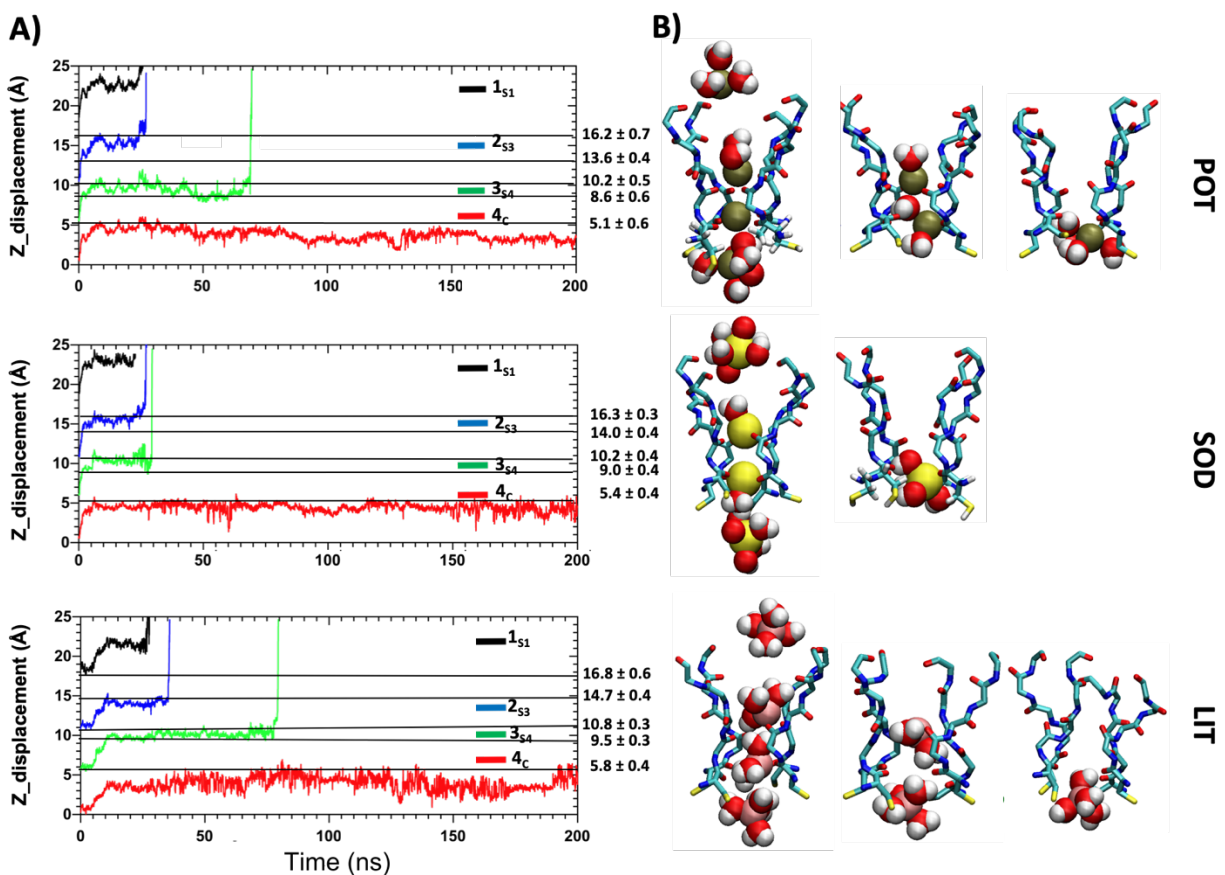 A)
B)
Z_displacement (Å)
25
20
15
10
5
0
1S1
2S3
3S4
4C
16.2 ± 0.7
13.6 ± 0.4
10.2 ± 0.5
8.6 ± 0.6
5.1 ± 0.6
0
50
100
150
200
POT
Z_displacement (Å)
25
20
15
10
5
0
1S1
2S3
3S4
4C
16.3 ± 0.3
14.0 ± 0.4
10.2 ± 0.4
9.0 ± 0.4
5.4 ± 0.4
0
50
100
150
200
SOD
Z_displacement (Å)
25
20
15
10
5
0
1S1
2S3
3S4
4C
16.8 ± 0.6
14.7 ± 0.4
10.8 ± 0.3
9.5 ± 0.3
5.8 ± 0.4
0
50
100
150
200
LIT
Time (ns)